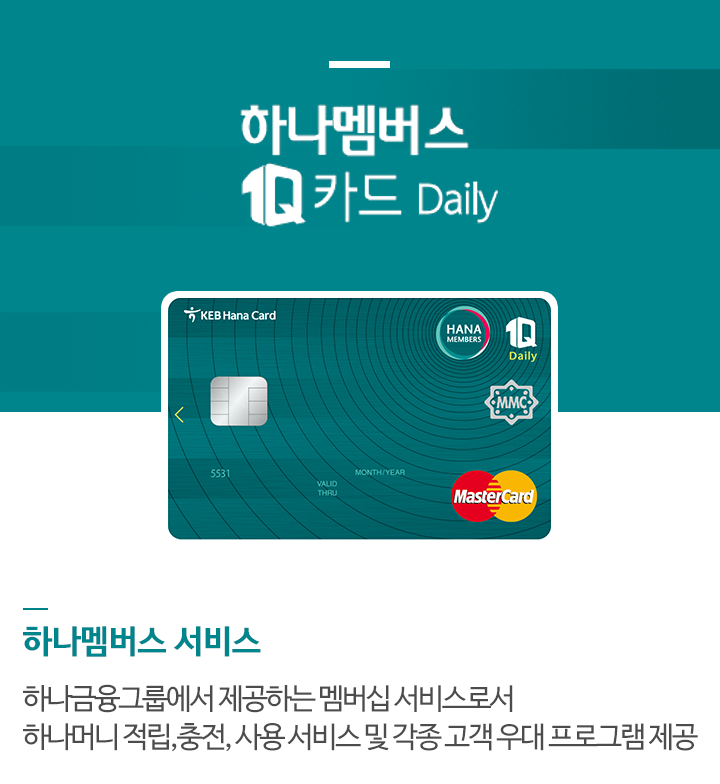 하나멤버스
1Q 카드 Daily
KEB Hana Card
HANA
MEMBERS
1Q
Daily
MMC
5531
MONTH/YEAR
VALID
THRU
MasterCard
하나멤버스 서비스
하나금융그룹에서 제공하는 멤버십 서비스로서
하나머니 적립,충전, 사용 서비스 및 각종 고객 우대 프로그램 제공